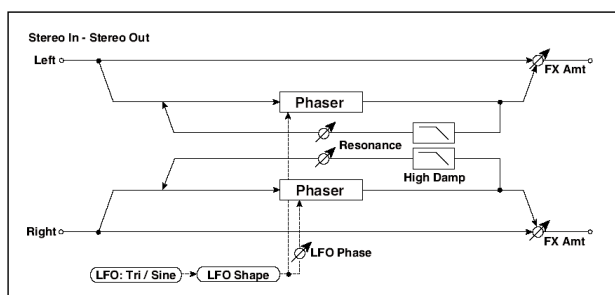 Stereo In - Stereo Out
Left
FX Amt
Phaser
Resonance
High Damp
Phaser
Right
FX Amt
LFO Phase
LFO: Tri / Sine
LFO Shape